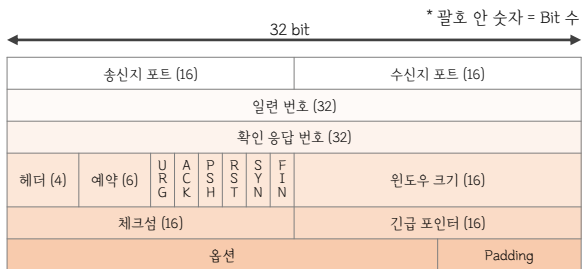 * 괄호 안 숫자 = Bit 수
32 bit
송신지 포트 (16) 수신지 포트 (16)
일련 번호 (32)
확인 응답 번호 (32)
헤더 (4) 예약 (6) URG ACK PSH RST SYN FIN 윈도우 크기 (16)
체크섬 (16) 긴급 포인터 (16)
옵션 Padding